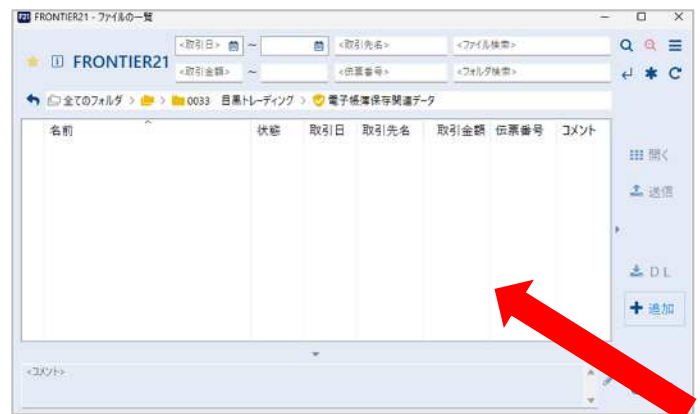 F21 FRONTIER21 - ファイルの一覧
<取引日> ~ <取引先名> <ファイル検索>
FRONTIER21
<取引金額> ~ <伝票番号> <フォルダ検索>
全てのフォルダ > > 0033 目黒トレーディング > 電子帳簿保存関連データ
名前 状態 取引日 取引先名 取引金額 伝票番号 コメント
開く
送信
DL
追加
<コメント>